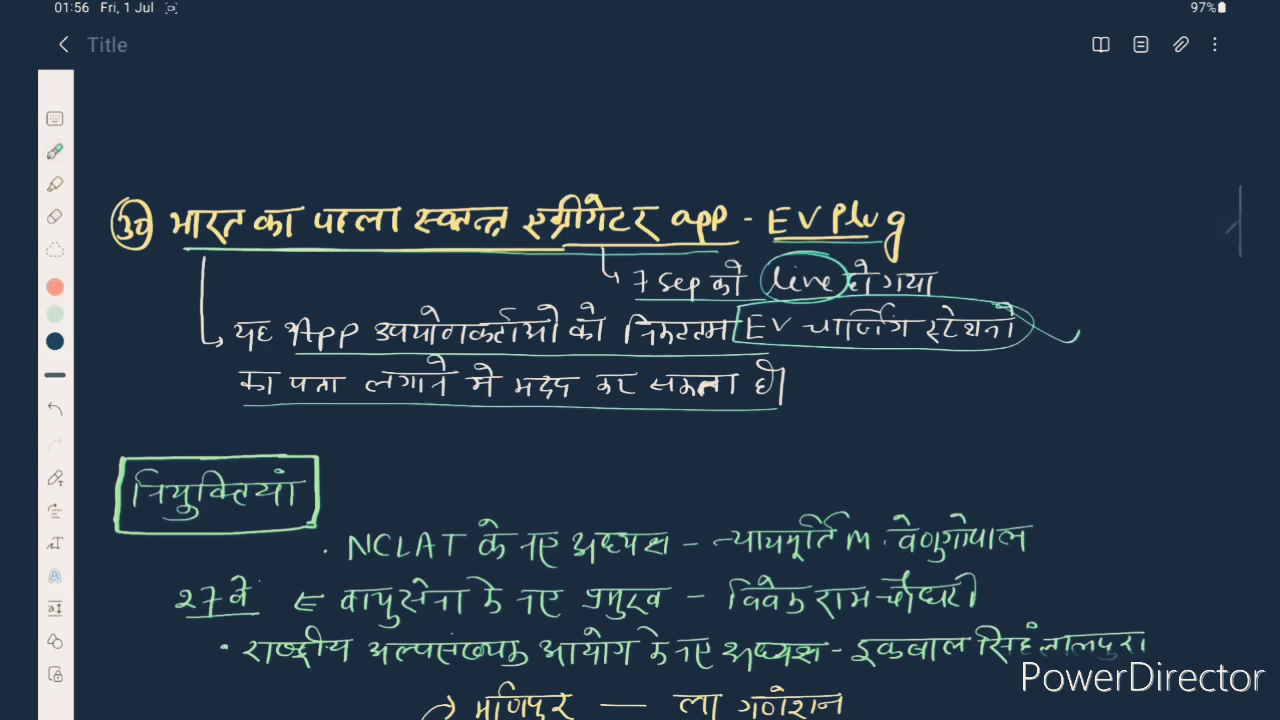 01:56 Fri, 1 Jul
97%
Title
30 भारत का पहला स्वतन्त्र एग्रीगेटर app - EV Plug
7 Sep को live हो गया
यह App उपयोगकर्ताओं को निकटतम EV चार्जिंग स्टेशनों
का पता लगाने में मदद कर सकता है।
नियुक्तियां
· NCLAT के नए अध्यक्ष - न्यायमूर्ति M. वेणुगोपाल
27 वे वायुसेना के नए प्रमुख - विवेक राम चौधरी
· राष्ट्रीय अल्पसंख्यक आयोग के नए अध्यक्ष - इकबाल सिहं लालपुरा
PowerDirector
मणिपुर — ला गणेशन